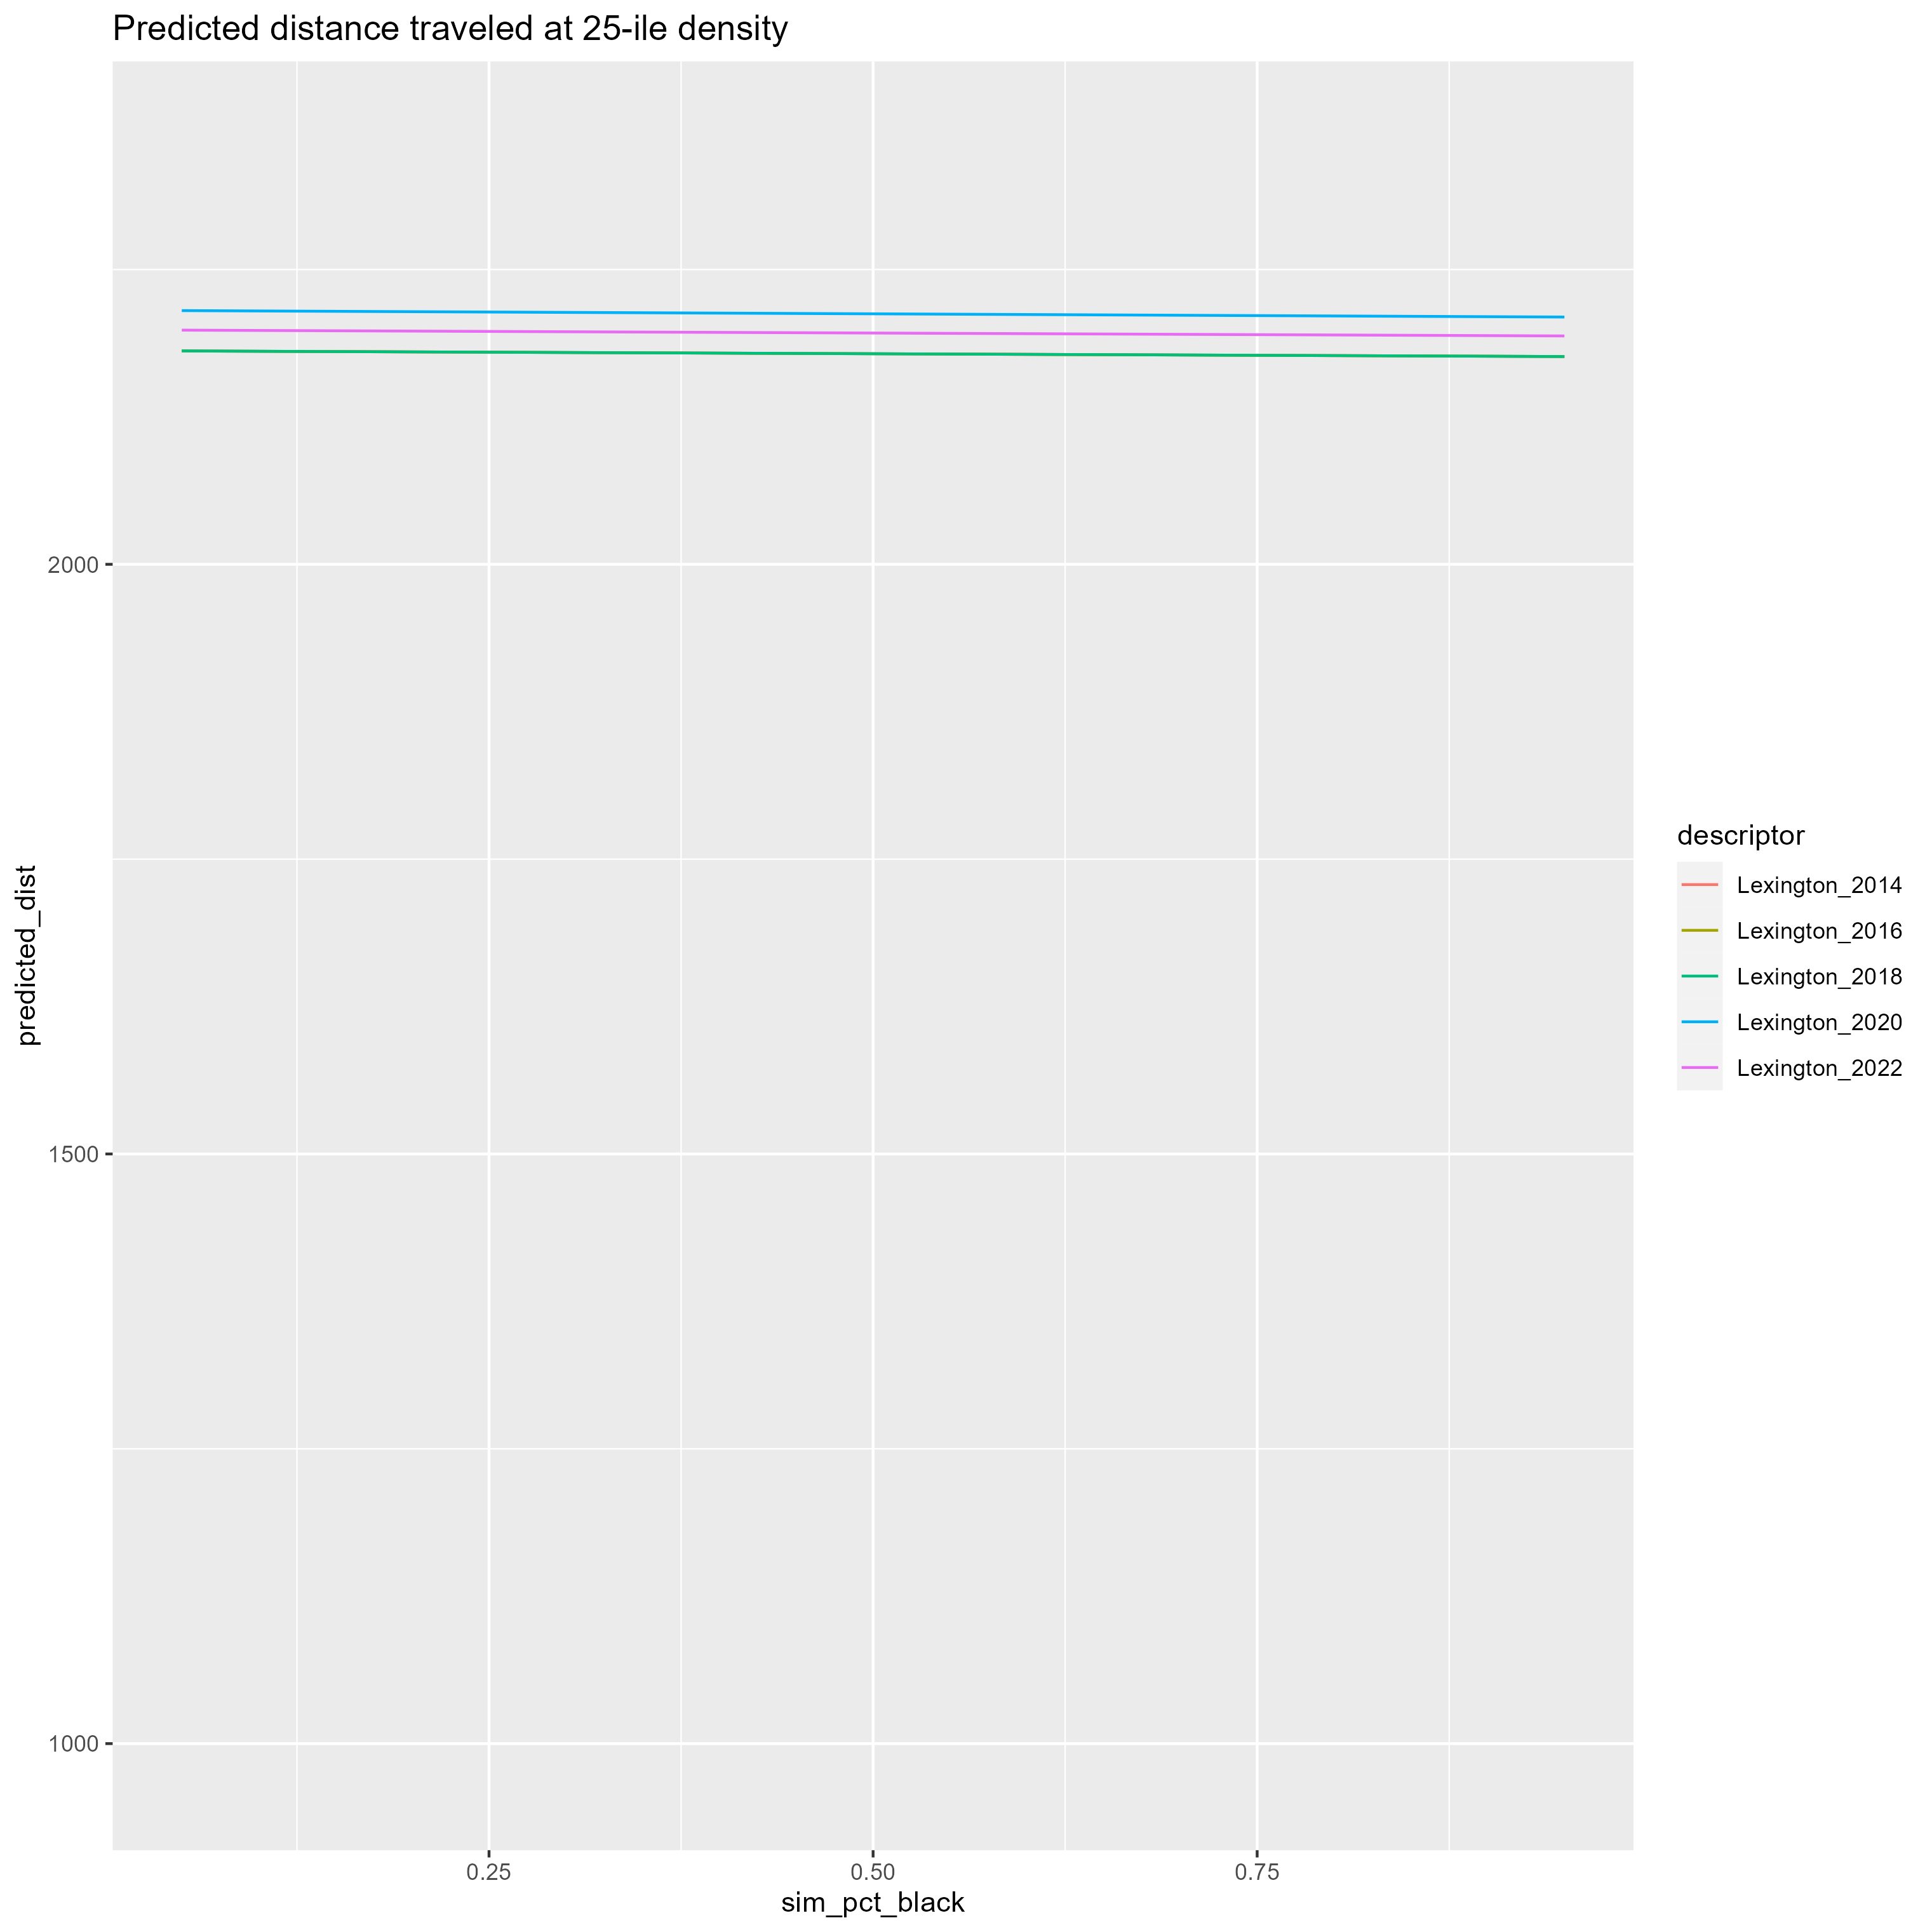 Predicted distance traveled at 25-ile density
predicted_dist
2000
1500
1000
0.25
0.50
0.75
sim_pct_black
descriptor
Lexington_2014
Lexington_2016
Lexington_2018
Lexington_2020
Lexington_2022